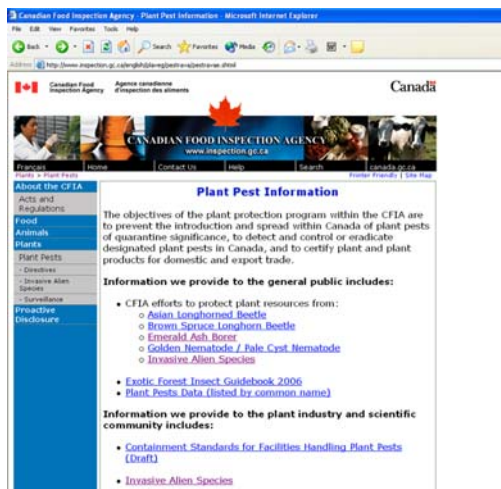 Canadian Food Inspection Agency - Plant Pest Information - Microsoft Internet Explorer
File Edit View Favorites Tools Help
Back Search Favorites Media
Address http://www.inspection.gc.ca/english/plaveg/pestrava/pestravae.shtml
Canadian Food Inspection Agency
Agence canadienne d'inspection des aliments
Canada
CANADIAN FOOD INSPECTION AGENCY
www.inspection.gc.ca
Français Home Contact Us Help Search canada.gc.ca
Plants > Plant Pests
Printer Friendly | Site Map
About the CFIA
Acts and
Regulations
Food
Animals
Plants
Plant Pests
- Directives
- Invasive Alien
Species
- Surveillance
Proactive
Disclosure
Plant Pest Information
The objectives of the plant protection program within the CFIA are
to prevent the introduction and spread within Canada of plant pests
of quarantine significance, to detect and control or eradicate
designated plant pests in Canada, and to certify plant and plant
products for domestic and export trade.
Information we provide to the general public includes:
• CFIA efforts to protect plant resources from:
o Asian Longhorned Beetle
o Brown Spruce Longhorn Beetle
o Emerald Ash Borer
o Golden Nematode / Pale Cyst Nematode
o Invasive Alien Species
• Exotic Forest Insect Guidebook 2006
• Plant Pests Data (listed by common name)
Information we provide to the plant industry and scientific
community includes:
• Containment Standards for Facilities Handling Plant Pests
(Draft)
• Invasive Alien Species